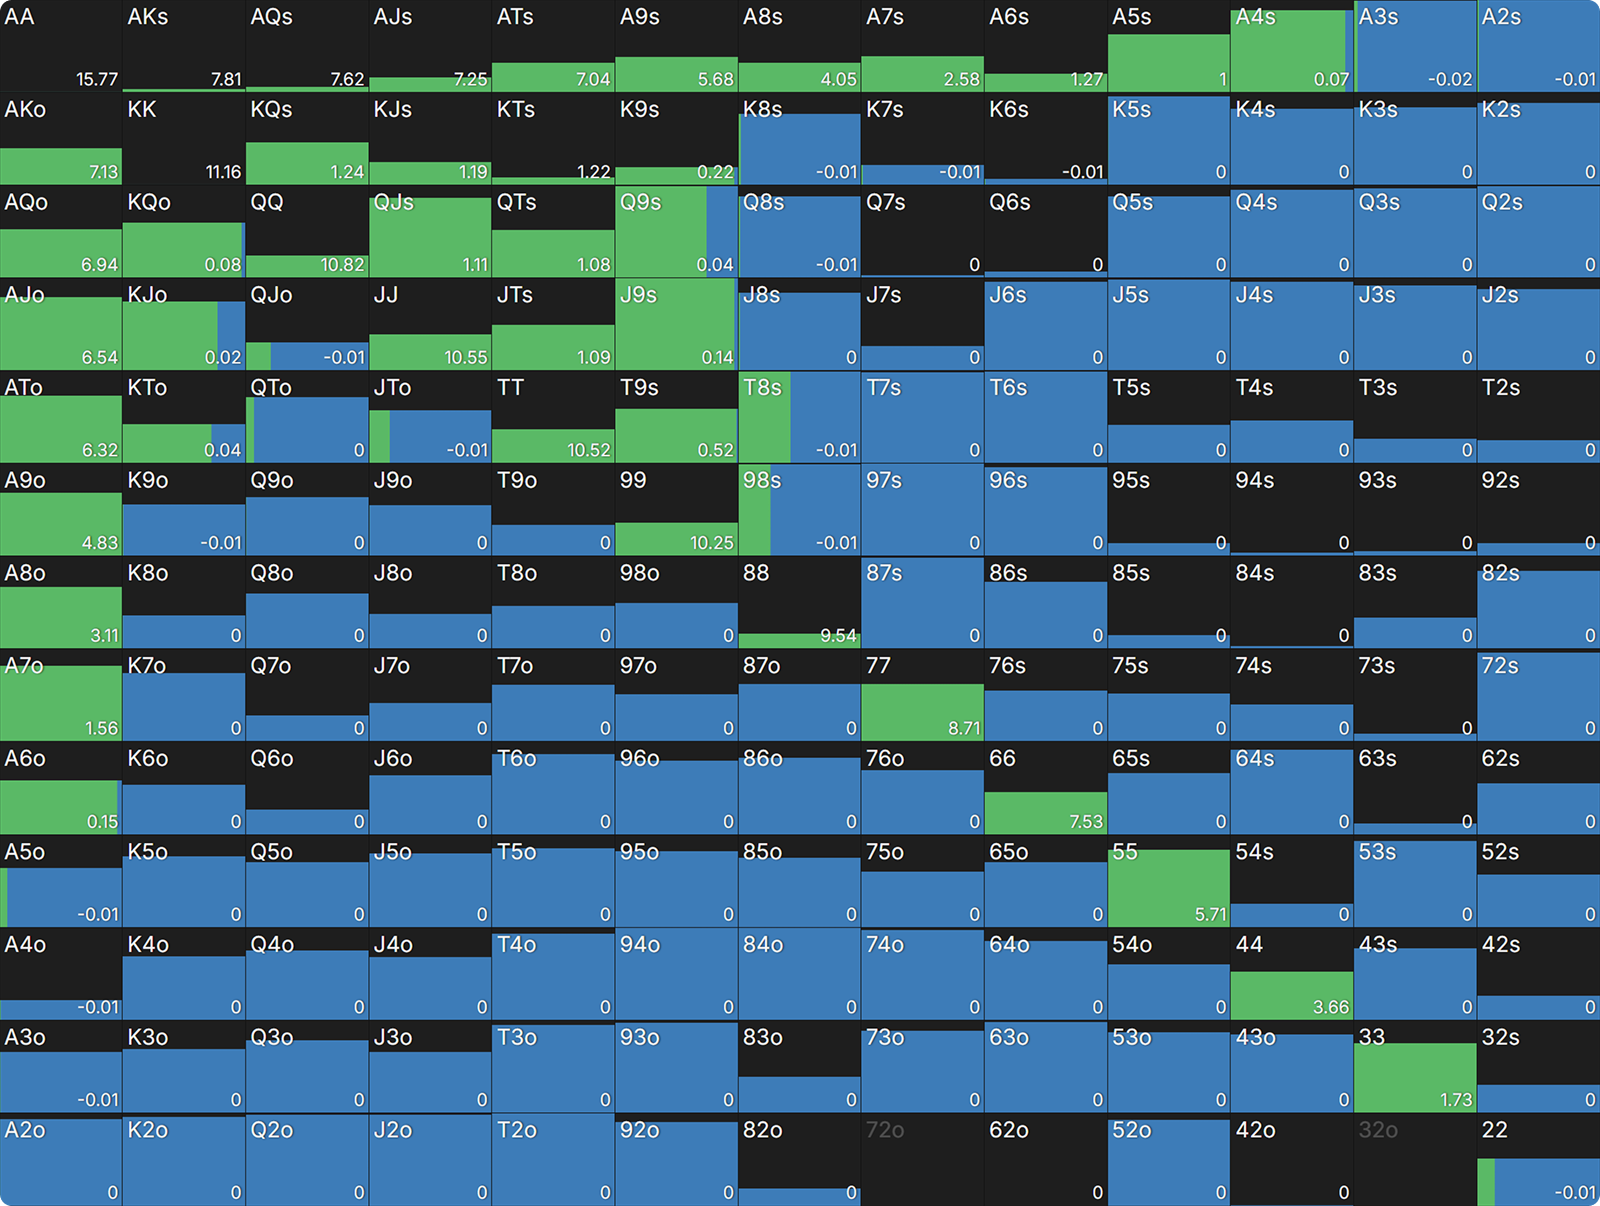 AA AKs AQs AJs ATs A9s A8s A7s A6s A5s A4s A3s A2s
15.77 7.81 7.62 7.25 7.04 5.68 4.05 2.58 1.27 1 0.07 -0.02 -0.01
AKo KK KQs KJs KTs K9s K8s K7s K6s K5s K4s K3s K2s
7.13 11.16 1.24 1.19 1.22 0.22 -0.01 -0.01 -0.01 0 0 0 0
AQo KQo QQ QJs QTs Q9s Q8s Q7s Q6s Q5s Q4s Q3s Q2s
6.94 0.08 10.82 1.11 1.08 0.04 -0.01 0 0 0 0 0 0
AJo KJo QJo JJ JTs J9s J8s J7s J6s J5s J4s J3s J2s
6.54 0.02 -0.01 10.55 1.09 0.14 0 0 0 0 0 0 0
ATo KTo QTo JTo TT T9s T8s T7s T6s T5s T4s T3s T2s
6.32 0.04 0 -0.01 10.52 0.52 -0.01 0 0 0 0 0 0
A9o K9o Q9o J9o T9o 99 98s 97s 96s 95s 94s 93s 92s
4.83 -0.01 0 0 0 10.25 -0.01 0 0 0 0 0 0
A8o K8o Q8o J8o T8o 98o 88 87s 86s 85s 84s 83s 82s
3.11 0 0 0 0 0 9.54 0 0 0 0 0 0
A7o K7o Q7o J7o T7o 97o 87o 77 76s 75s 74s 73s 72s
1.56 0 0 0 0 0 0 8.71 0 0 0 0 0
A6o K6o Q6o J6o T6o 96o 86o 76o 66 65s 64s 63s 62s
0.15 0 0 0 0 0 0 0 7.53 0 0 0 0
A5o K5o Q5o J5o T5o 95o 85o 75o 65o 55 54s 53s 52s
-0.01 0 0 0 0 0 0 0 0 5.71 0 0 0
A4o K4o Q4o J4o T4o 94o 84o 74o 64o 54o 44 43s 42s
-0.01 0 0 0 0 0 0 0 0 0 3.66 0 0
A3o K3o Q3o J3o T3o 93o 83o 73o 63o 53o 43o 33 32s
-0.01 0 0 0 0 0 0 0 0 0 0 1.73 0
A2o K2o Q2o J2o T2o 92o 82o 72o 62o 52o 42o 32o 22
0 0 0 0 0 0 0 0 0 0 -0.01